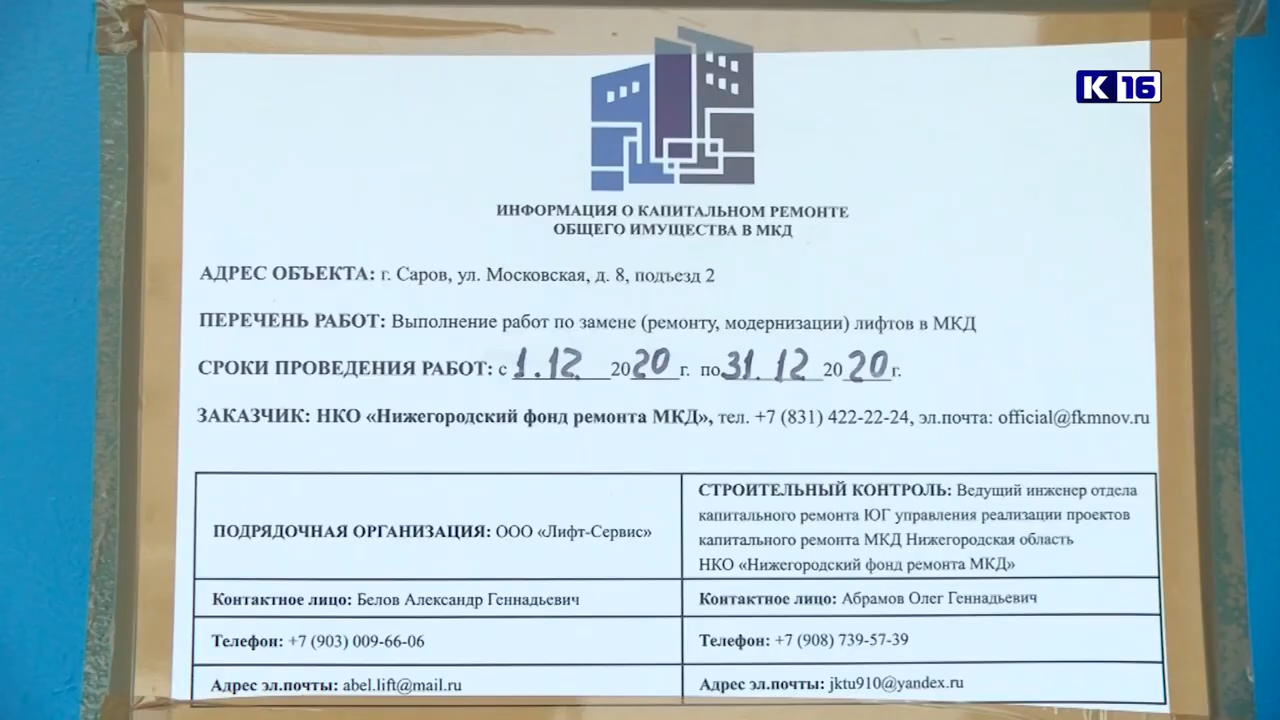 К 16
ИНФОРМАЦИЯ О КАПИТАЛЬНОМ РЕМОНТЕ
ОБЩЕГО ИМУЩЕСТВА В МКД
АДРЕС ОБЪЕКТА: г. Саров, ул. Московская, д. 8, подъезд 2
ПЕРЕЧЕНЬ РАБОТ: Выполнение работ по замене (ремонту, модернизации) лифтов в МКД
СРОКИ ПРОВЕДЕНИЯ РАБОТ: с 1.12 2020 г. по 31.12 2020 г.
ЗАКАЗЧИК: НКО «Нижегородский фонд ремонта МКД», тел. +7 (831) 422-22-24, эл.почта: official@fkmnov.ru
ПОДРЯДОЧНАЯ ОРГАНИЗАЦИЯ: ООО «Лифт-Сервис»
СТРОИТЕЛЬНЫЙ КОНТРОЛЬ: Ведущий инженер отдела
капитального ремонта ЮГ управления реализации проектов
капитального ремонта МКД Нижегородская область
НКО «Нижегородский фонд ремонта МКД»
Контактное лицо: Белов Александр Геннадьевич
Контактное лицо: Абрамов Олег Геннадьевич
Телефон: +7 (903) 009-66-06
Телефон: +7 (908) 739-57-39
Адрес эл.почты: abel.lift@mail.ru
Адрес эл.почты: jktu910@yandex.ru